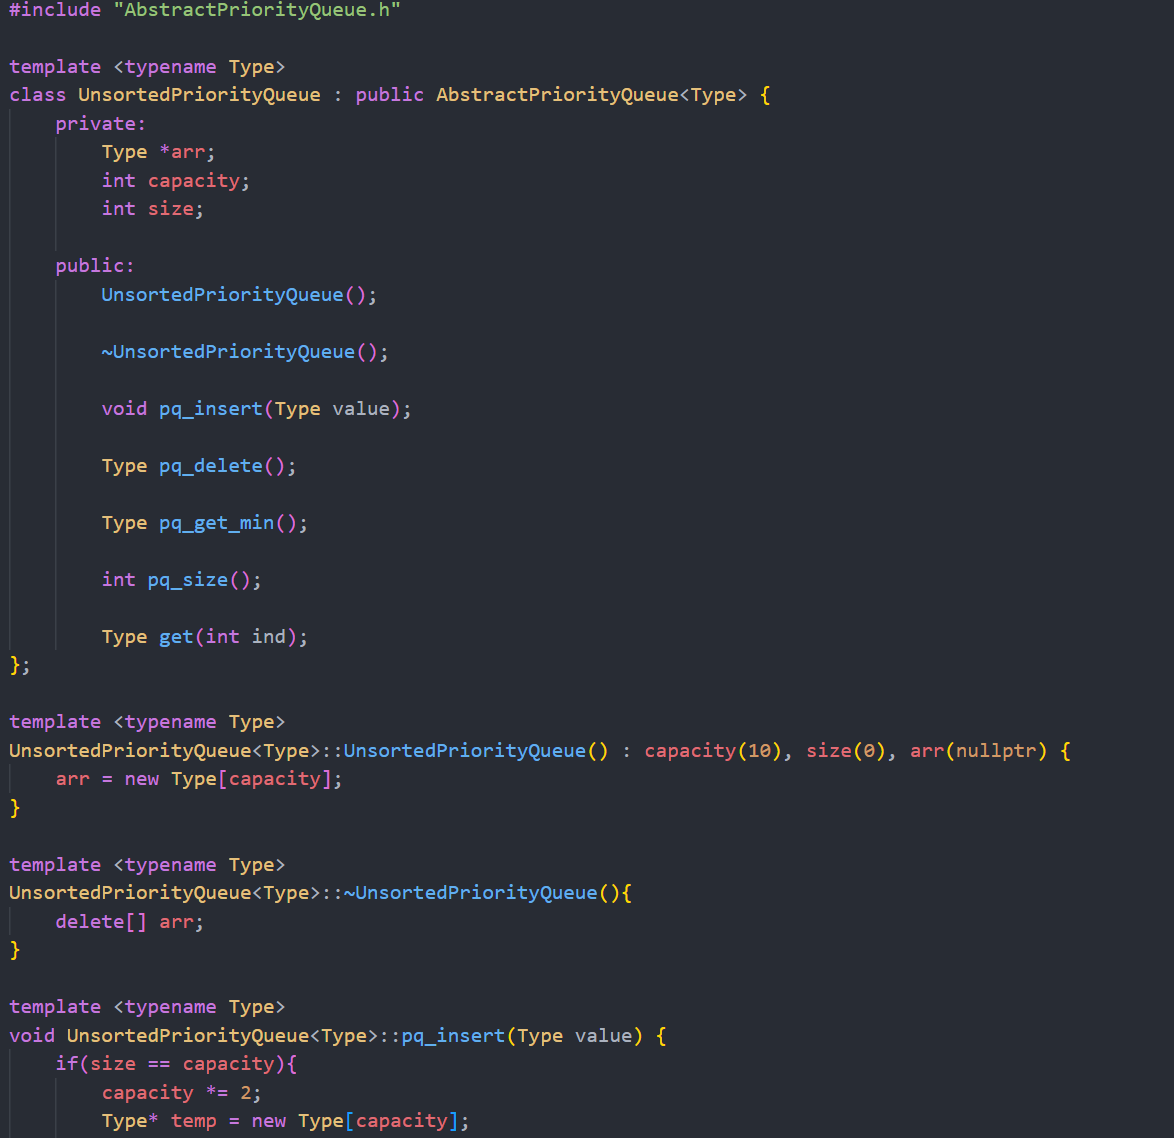 #include "AbstractPriorityQueue.h"
template <typename Type>
class UnsortedPriorityQueue : public AbstractPriorityQueue<Type> {
private:
Type *arr;
int capacity;
int size;
public:
UnsortedPriorityQueue();
~UnsortedPriorityQueue();
void pq_insert(Type value);
Type pq_delete();
Type pq_get_min();
int pq_size();
Type get(int ind);
};
template <typename Type>
UnsortedPriorityQueue<Type>::UnsortedPriorityQueue() : capacity(10), size(0), arr(nullptr) {
arr = new Type[capacity];
}
template <typename Type>
UnsortedPriorityQueue<Type>::~UnsortedPriorityQueue(){
delete[] arr;
}
template <typename Type>
void UnsortedPriorityQueue<Type>::pq_insert(Type value) {
if(size == capacity){
capacity *= 2;
Type* temp = new Type[capacity];